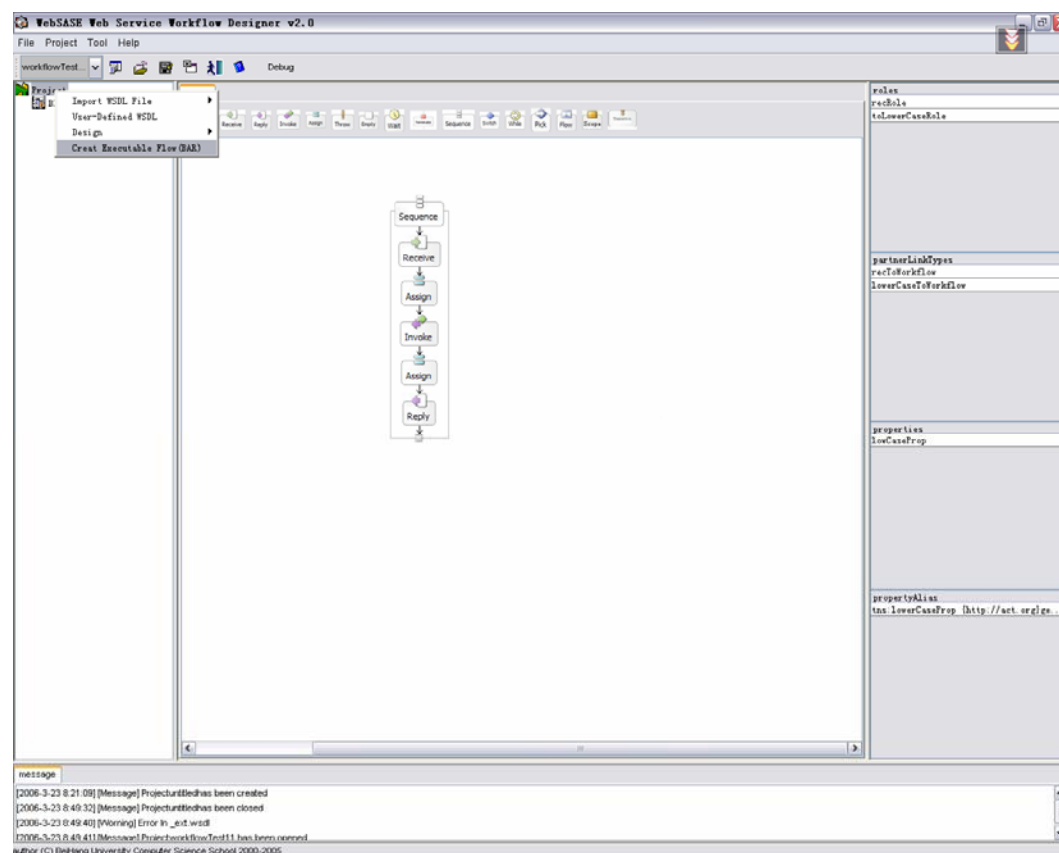 WebSASE Web Service Workflow Designer v2.0
File Project Tool Help
workflowTest... Debug
Project
Import WSDL File
User-Defined WSDL
Design
Creat Executable Flow(BAR)
Receive Reply Invoke Assign Throw Empty Wait Sequence Switch While Pick Flow Scope
Sequence
Receive
Assign
Invoke
Assign
Reply
roles
recRole
toLowerCaseRole
partnerLinkTypes
recToWorkflow
lowerCaseToWorkflow
properties
lowCaseProp
propertyAlias
tns:lowerCaseProp {http://act.org}ge...
message
[2006-3-23 8:21:09] [Message] Projectuntitledhas been created
[2006-3-23 8:49:32] [Message] Projectuntitledhas been closed
[2006-3-23 8:49:40] [Worning] Error In _ext.wsdl
[2006-3-23 8:49:41] [Message] ProjectworkflowTest11 has been opened
author (C) BeiHang University Computer Science School 2000-2005